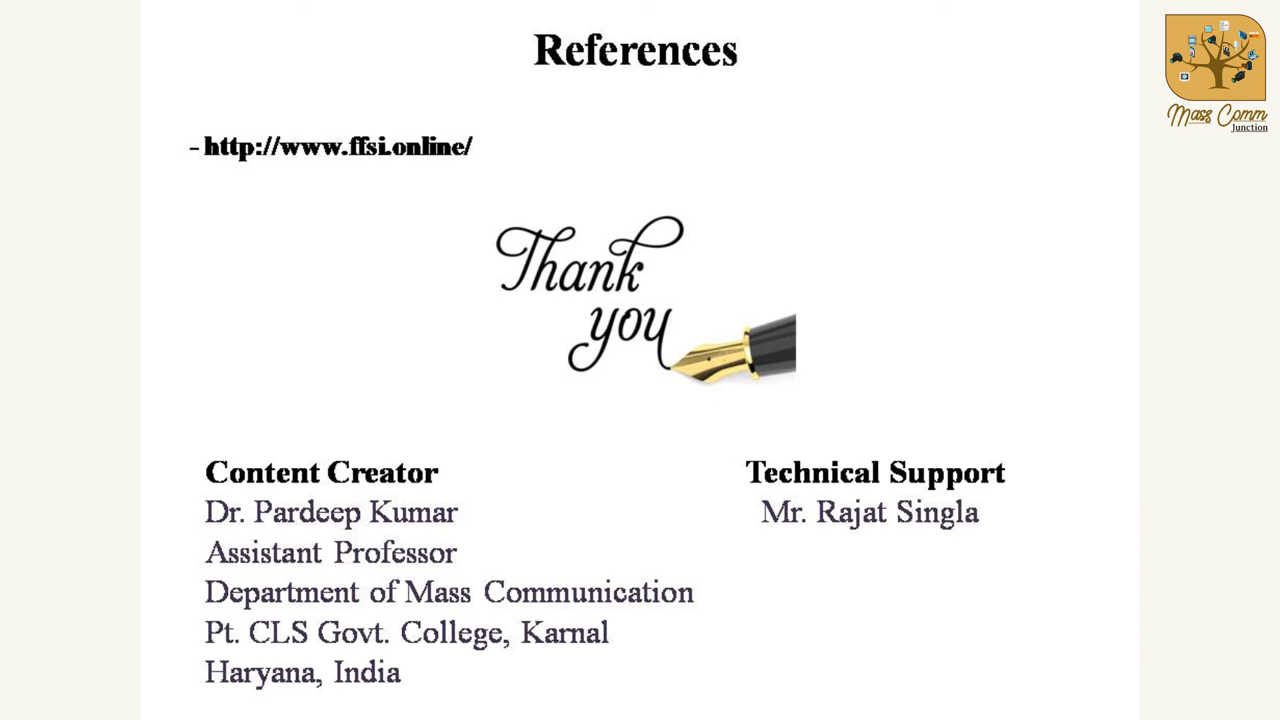 References
Mass Comm
Junction
- http://www.ffsi.online/
Thank
you
Content Creator
Dr. Pardeep Kumar
Assistant Professor
Department of Mass Communication
Pt. CLS Govt. College, Karnal
Haryana, India
Technical Support
Mr. Rajat Singla